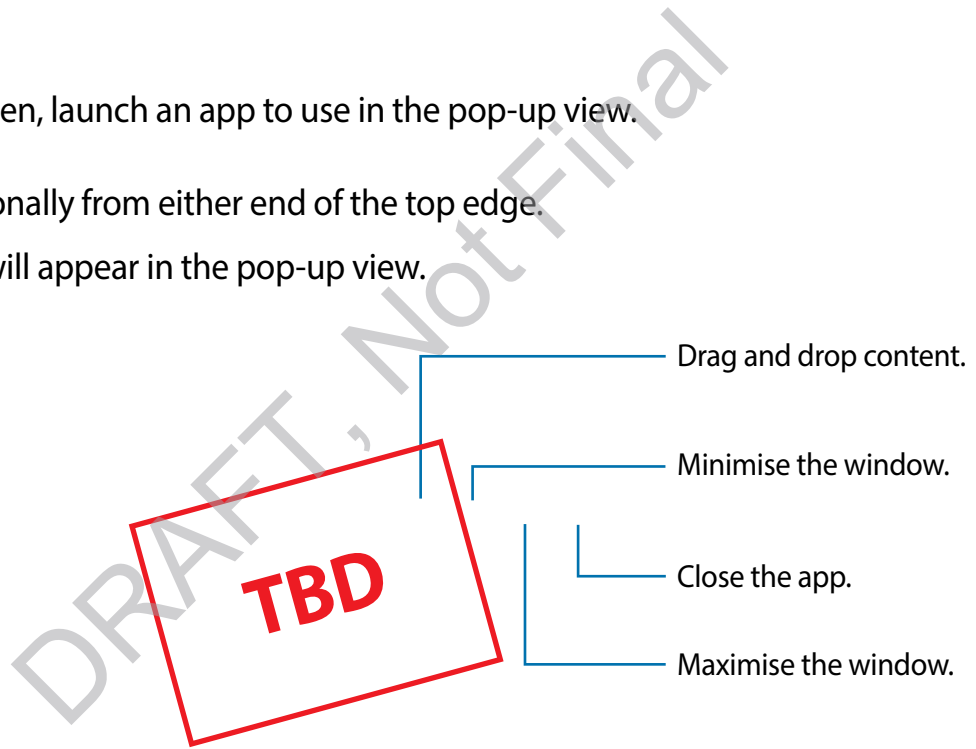 en, launch an app to use in the pop-up view.
onally from either end of the top edge.
will appear in the pop-up view.
Drag and drop content.
Minimise the window.
Close the app.
Maximise the window.
TBD
DRAFT, Not Final